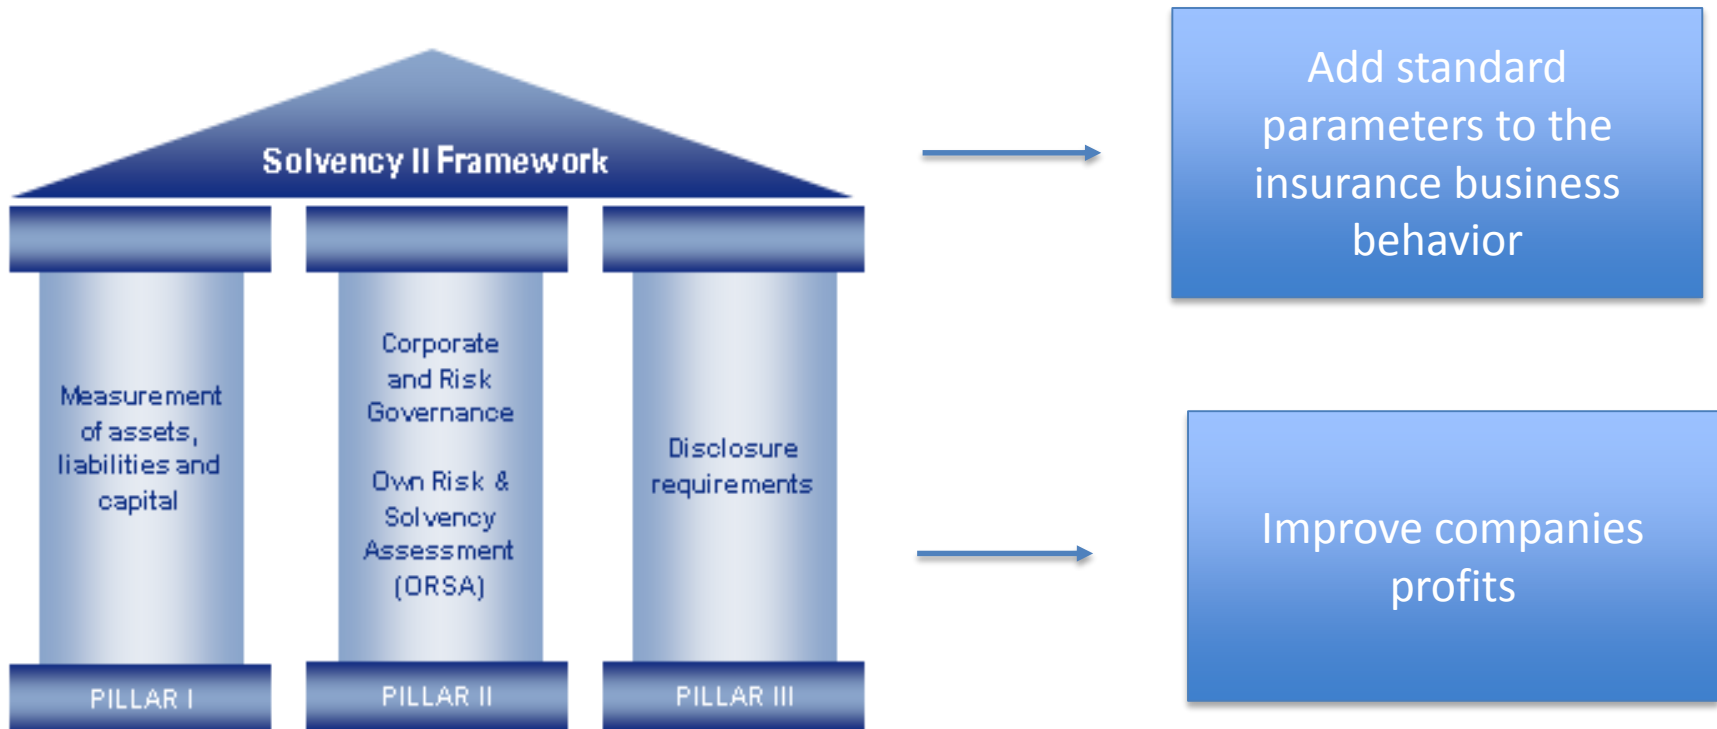 Solvency II Framework
Measurement
of assets,
liabilities and
capital
PILLAR I
Corporate
and Risk
Governance
Own Risk &
Solvency
Assessment
(ORSA)
PILLAR II
Disclosure
requirements
PILLAR III
Add standard
parameters to the
insurance business
behavior
Improve companies
profits